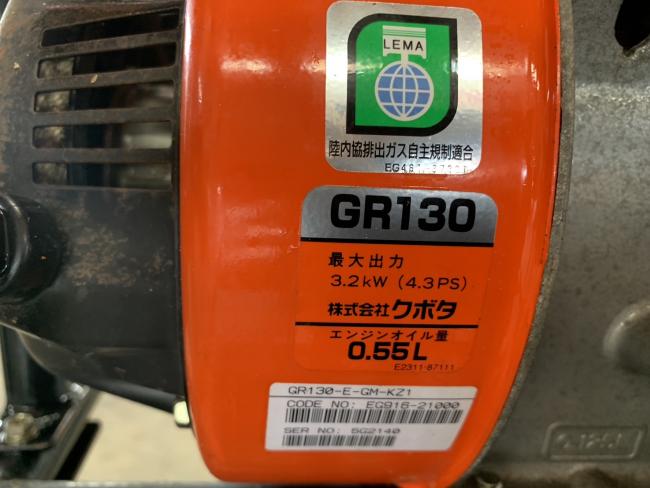 LEMA
陸内協排出ガス自主規制適合
GR130
最大出力
3.2kW (4.3PS)
株式会社クボタ
エンジンオイル量
0.55L
E2311-87111
GR130-E-GM-KZ1
CODE NO: EG916-21000
SER NO: 5G2140